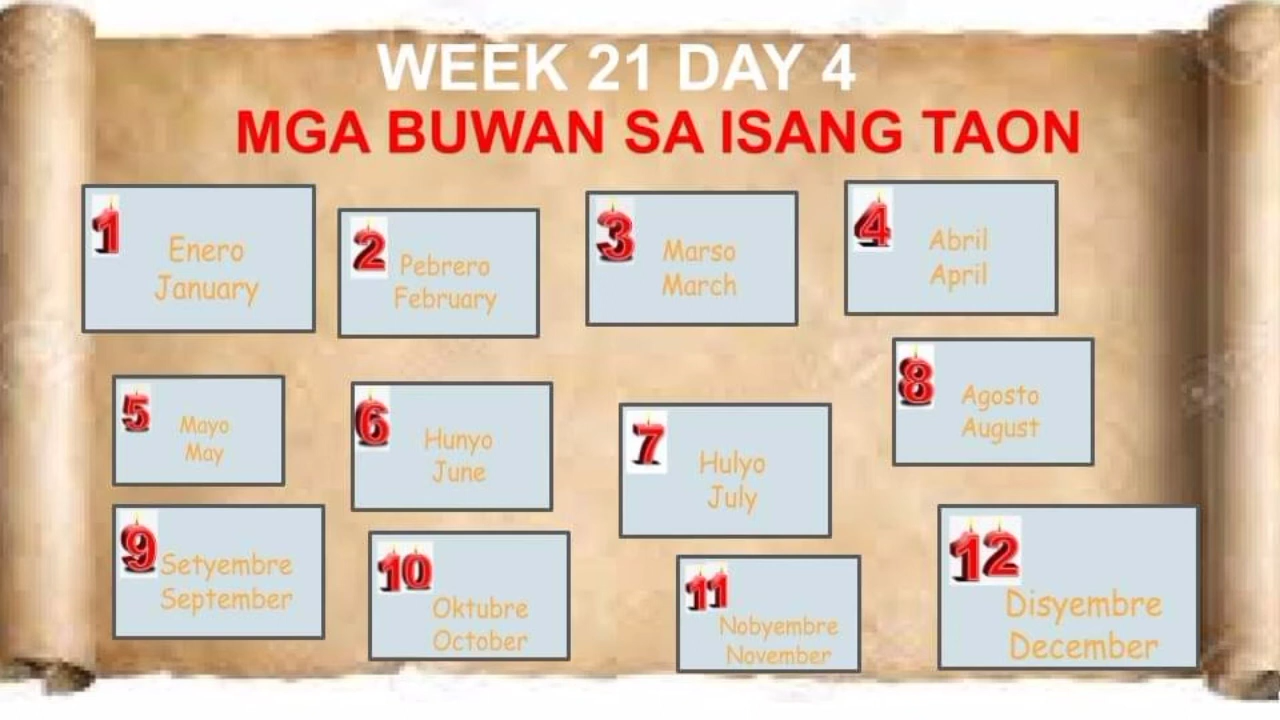 WEEK 21 DAY 4
MGA BUWAN SA ISANG TAON
1
Enero
January
2
Pebrero
February
3
Marso
March
4
Abril
April
5
Mayo
May
6
Hunyo
June
7
Hulyo
July
8
Agosto
August
9
Setyembre
September
10
Oktubre
October
11
Nobyembre
November
12
Disyembre
December